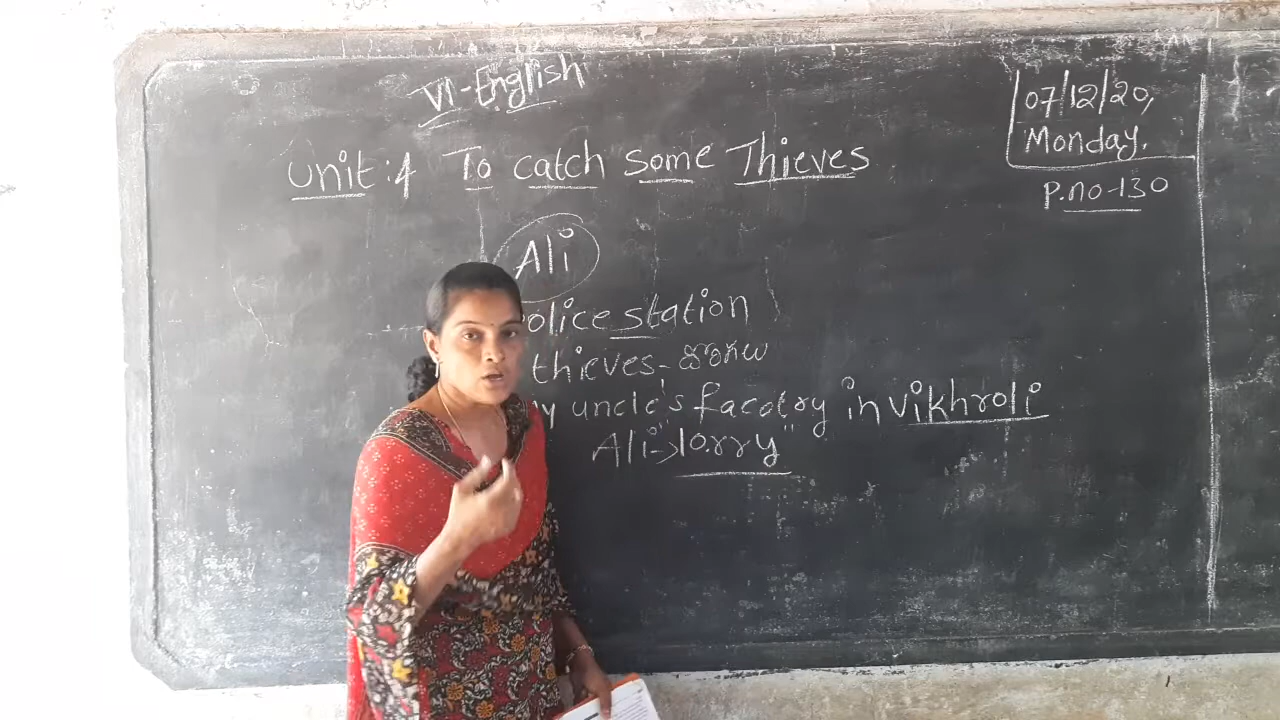 VI-English
07/12/20,
Monday.
P.no-130
Unit:4 To catch some Thieves
Ali
olice station
thieves-దొంగలు
uncle's facotry in vikhroli
Ali->"lorry"